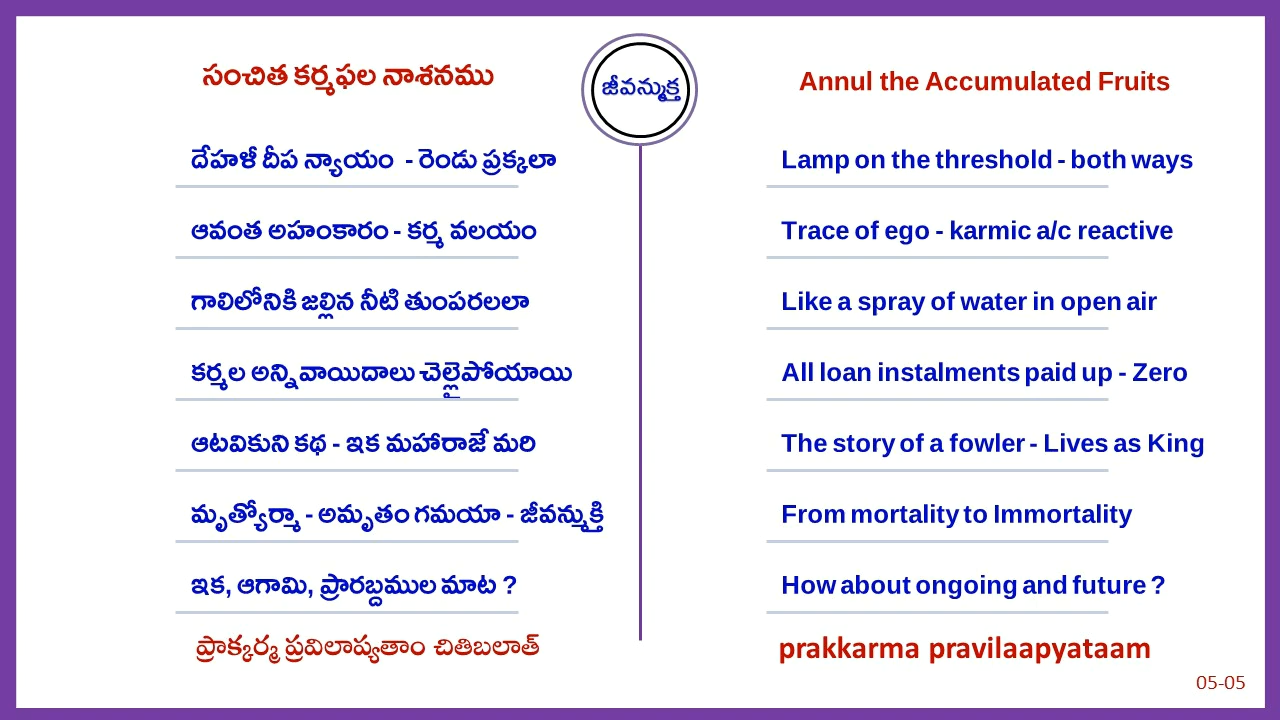 జీవన్ముక్త
సంచిత కర్మఫల నాశనము
దేహళీ దీప న్యాయం - రెండు ప్రక్కలా
ఆవంత అహంకారం - కర్మ వలయం
గాలిలోనికి జల్లిన నీటి తుంపరలలా
కర్మల అన్నివాయిదాలు చెల్లైపోయాయి
ఆటవికుని కథ - ఇక మహారాజే మరి
మృత్యోర్మా - అమృతం గమయా - జీవన్ముక్తి
ఇక, ఆగామి, ప్రారబ్దముల మాట ?
ప్రాక్కర్మ ప్రవిలాప్యతాం చితిబలాత్
Annul the Accumulated Fruits
Lamp on the threshold - both ways
Trace of ego - karmic a/c reactive
Like a spray of water in open air
All loan instalments paid up - Zero
The story of a fowler - Lives as King
From mortality to Immortality
How about ongoing and future ?
prakkarma pravilaapyataam
05-05